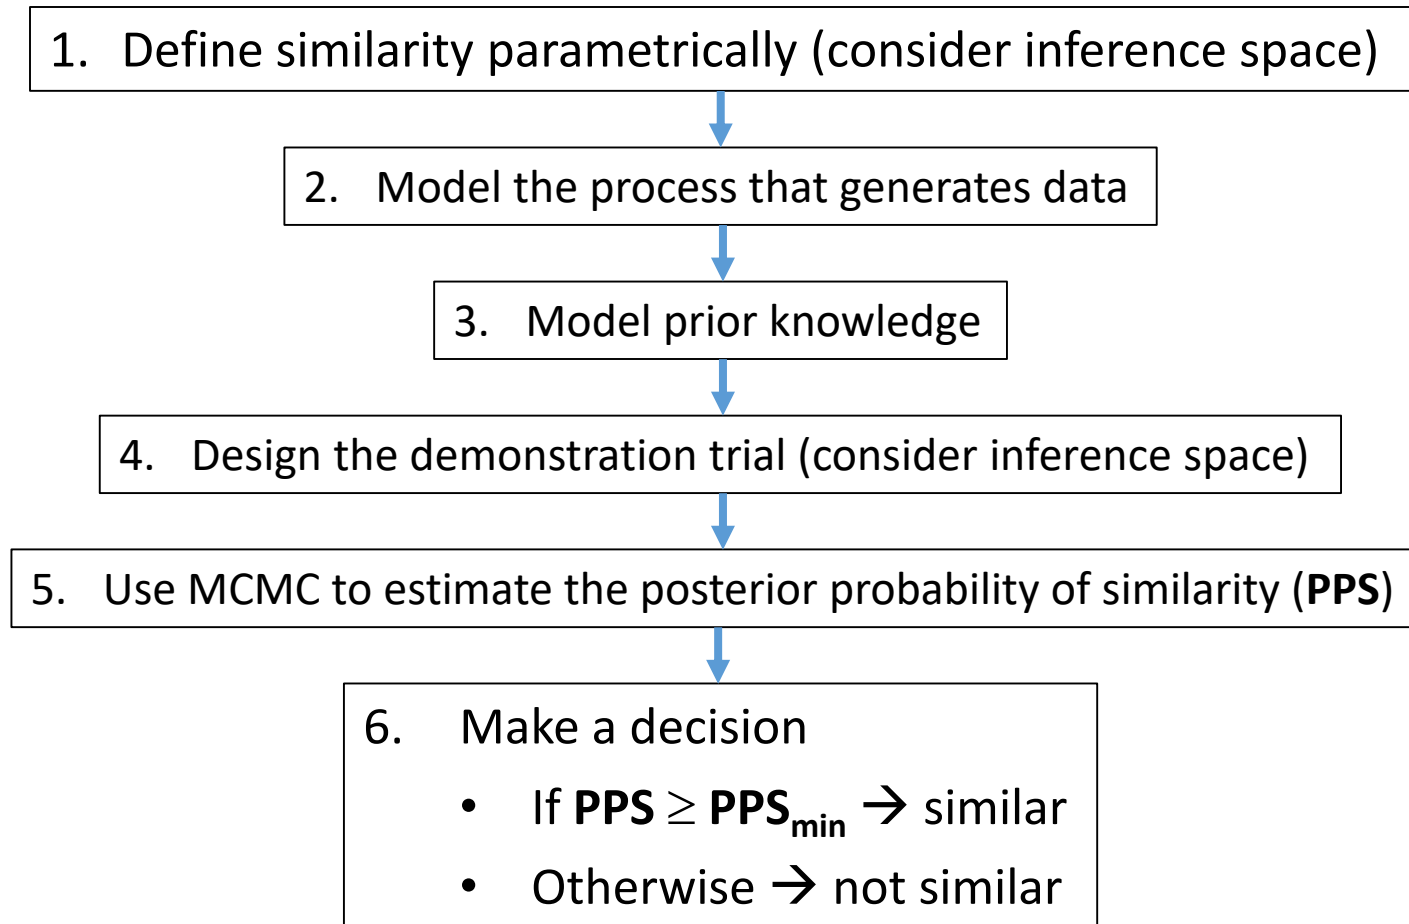 1. Define similarity parametrically (consider inference space)
2. Model the process that generates data
3. Model prior knowledge
4. Design the demonstration trial (consider inference space)
5. Use MCMC to estimate the posterior probability of similarity (PPS)
6. Make a decision
• If PPS ≥ PPSmin → similar
• Otherwise → not similar